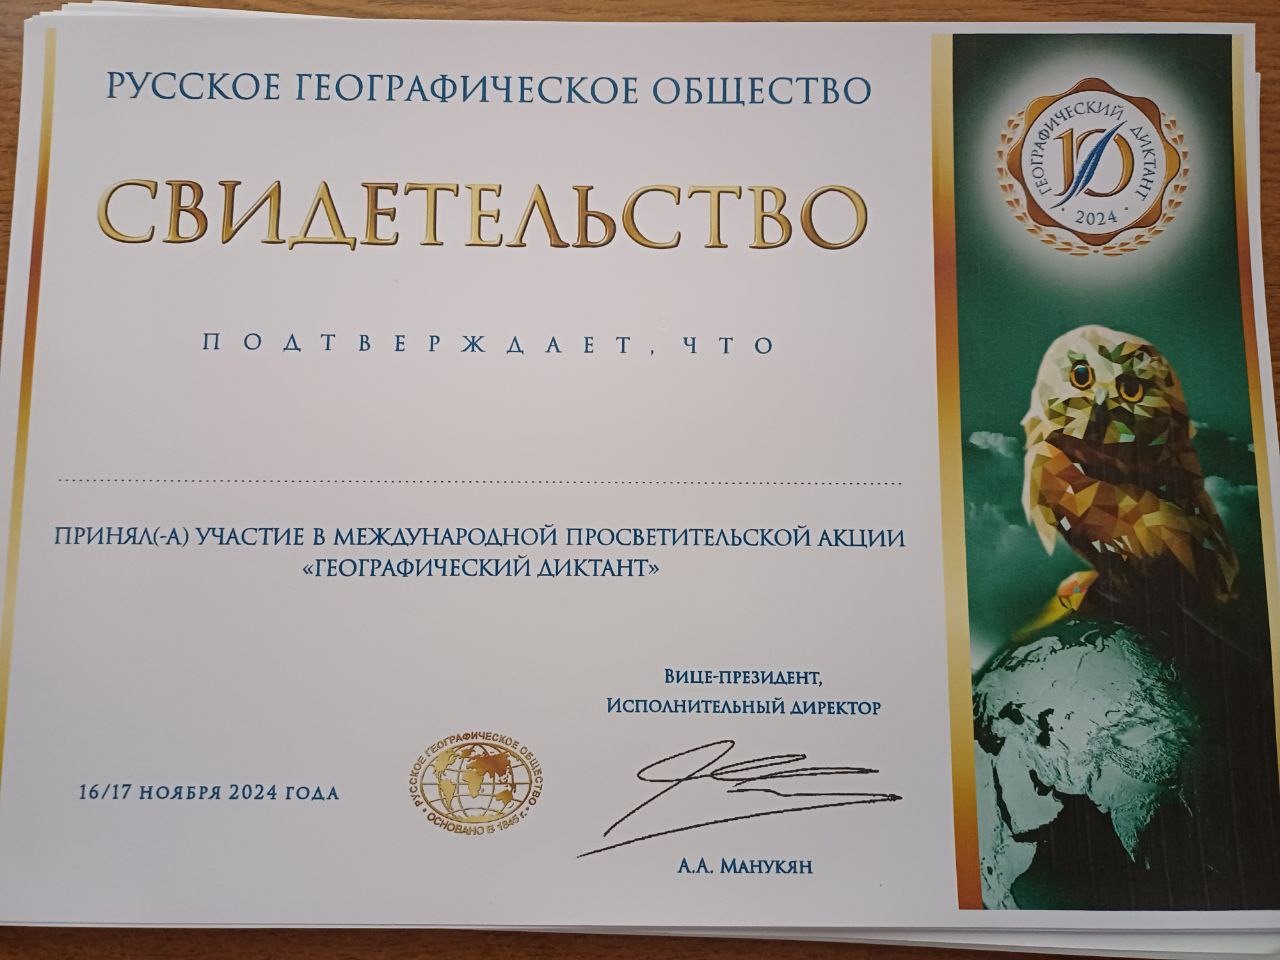 РУССКОЕ ГЕОГРАФИЧЕСКОЕ ОБЩЕСТВО
СВИДЕТЕЛЬСТВО
ПОДТВЕРЖДАЕТ, ЧТО
ПРИНЯЛ(-А) УЧАСТИЕ В МЕЖДУНАРОДНОЙ ПРОСВЕТИТЕЛЬСКОЙ АКЦИИ
«ГЕОГРАФИЧЕСКИЙ ДИКТАНТ»
ВИЦЕ-ПРЕЗИДЕНТ,
ИСПОЛНИТЕЛЬНЫЙ ДИРЕКТОР
16/17 НОЯБРЯ 2024 ГОДА
РУССКОЕ ГЕОГРАФИЧЕСКОЕ ОБЩЕСТВО
ОСНОВАНО В 1845 г.
А.А. МАНУКЯН
ГЕОГРАФИЧЕСКИЙ ДИКТАНТ
10
2024